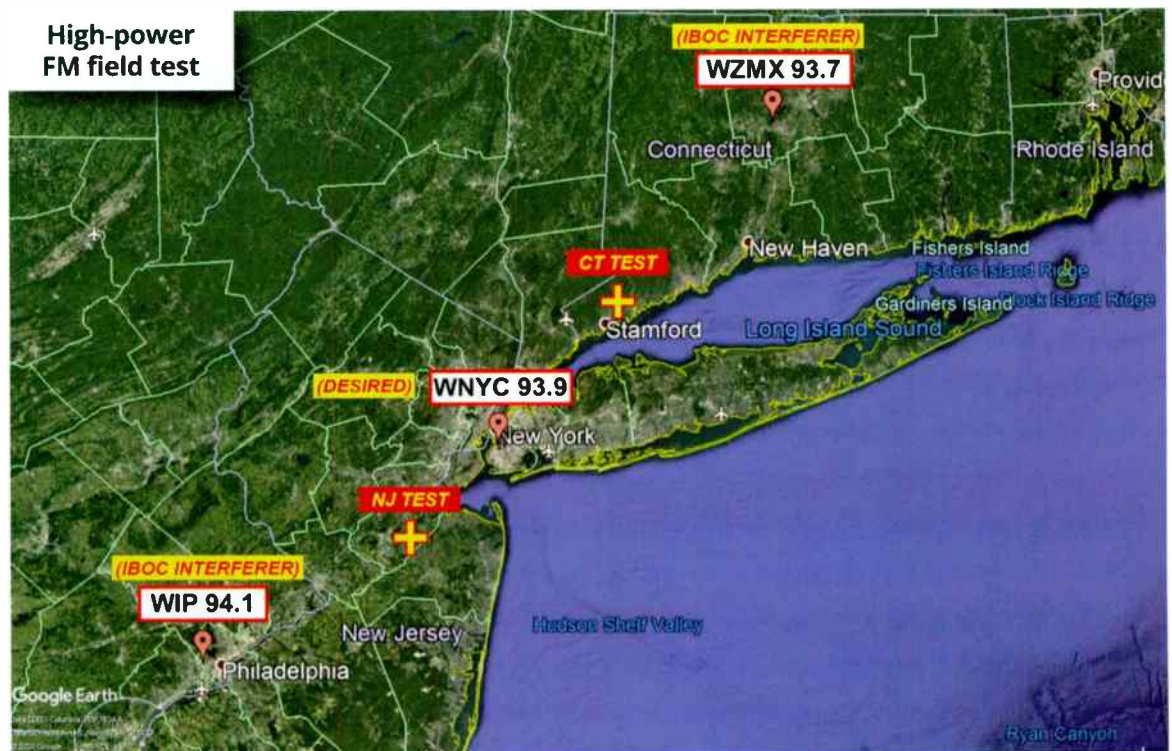 High-power
FM field test
(IBOC INTERFERER)
WZMX 93.7
Provid
Connecticut
Rhode Island
New Haven
Fishers Island
Fishers Island Ridge
CT TEST
Gardiners Island
Block Island Ridge
Stamford
Long Island Sound
(DESIRED)
WNYC 93.9
New York
NJ TEST
(IBOC INTERFERER)
WIP 94.1
Hudson Shelf Valley
New Jersey
Philadelphia
Google Earth
Ryan Canyon